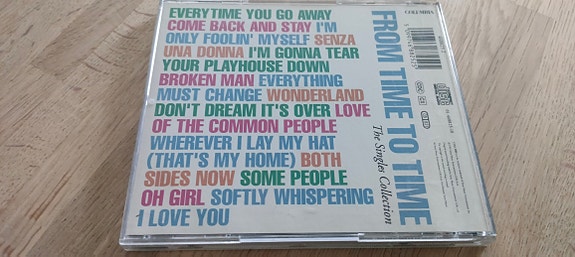 EVERYTIME YOU GO AWAY
COME BACK AND STAY I'M
ONLY FOOLIN' MYSELF SENZA
UNA DONNA I'M GONNA TEAR
YOUR PLAYHOUSE DOWN
BROKEN MAN EVERYTHING
MUST CHANGE WONDERLAND
DON'T DREAM IT'S OVER LOVE
OF THE COMMON PEOPLE
WHEREVER I LAY MY HAT
(THAT'S MY HOME) BOTH
SIDES NOW SOME PEOPLE
OH GIRL SOFTLY WHISPERING
I LOVE YOU
FROM TIME TO TIME
The Singles Collection
COLUMBIA